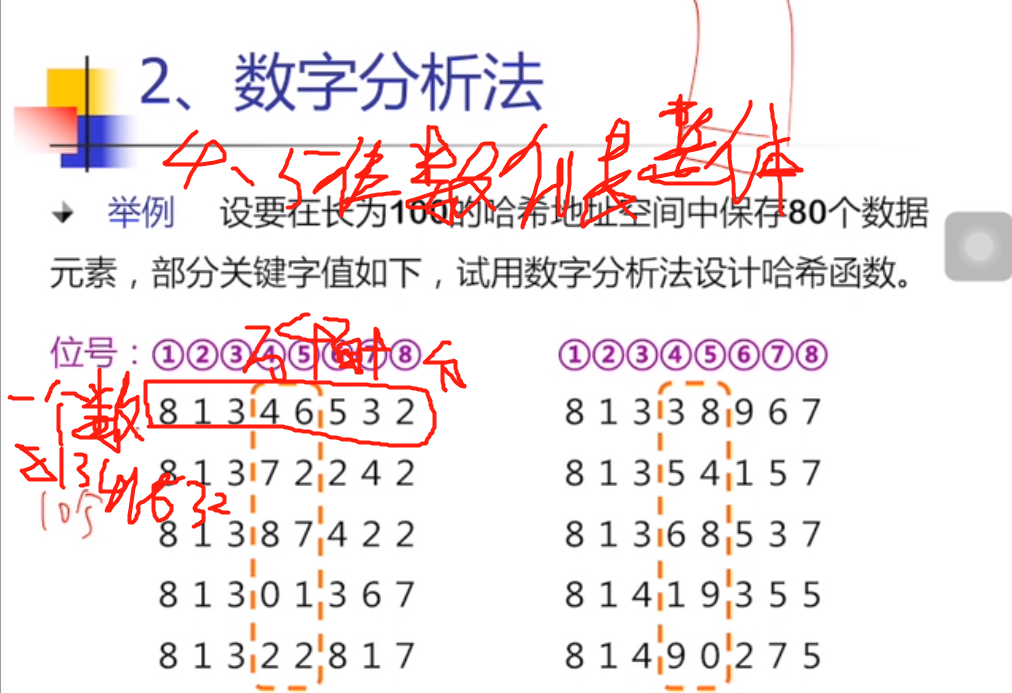 2、数字分析法
4、5位数
举例 设要在长为100的哈希地址空间中保存80个数据
元素，部分关键字值如下，试用数字分析法设计哈希函数。
位号：①②③④⑤⑥⑦⑧ 个
①②③④⑤⑥⑦⑧
一个数
8 1 3 4 6 5 3 2
8 1 3 3 8 9 6 7
8 1 3 7 2 2 4 2
8 1 3 5 4 1 5 7
105
8 1 3 8 7 4 2 2
8 1 3 6 8 5 3 7
8 1 3 0 1 3 6 7
8 1 4 1 9 3 5 5
8 1 3 2 2 8 1 7
8 1 4 9 0 2 7 5